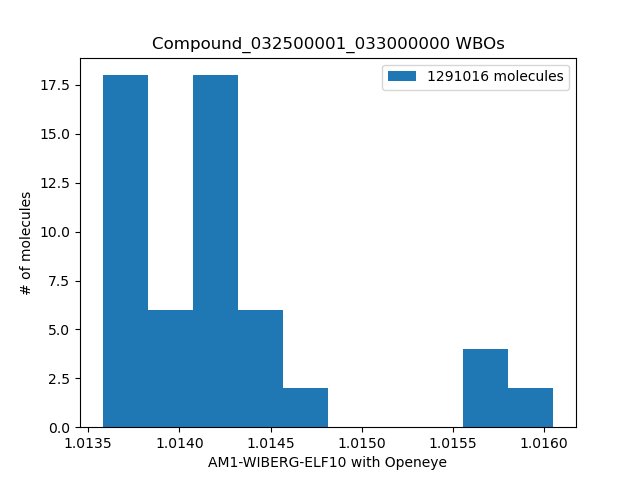 Compound_032500001_033000000 WBOs
1291016 molecules
# of molecules
17.5
15.0
12.5
10.0
7.5
5.0
2.5
0.0
1.0135 1.0140 1.0145 1.0150 1.0155 1.0160
AM1-WIBERG-ELF10 with Openeye